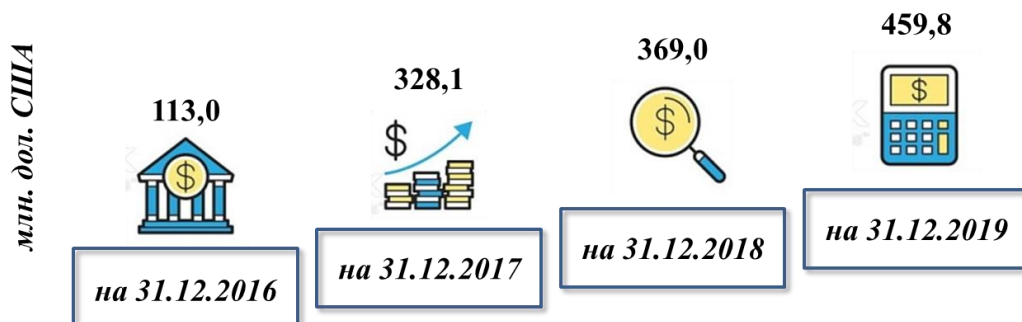 млн. дол. США
113,0
на 31.12.2016
328,1
$
на 31.12.2017
369,0
$
на 31.12.2018
459,8
$
на 31.12.2019
$